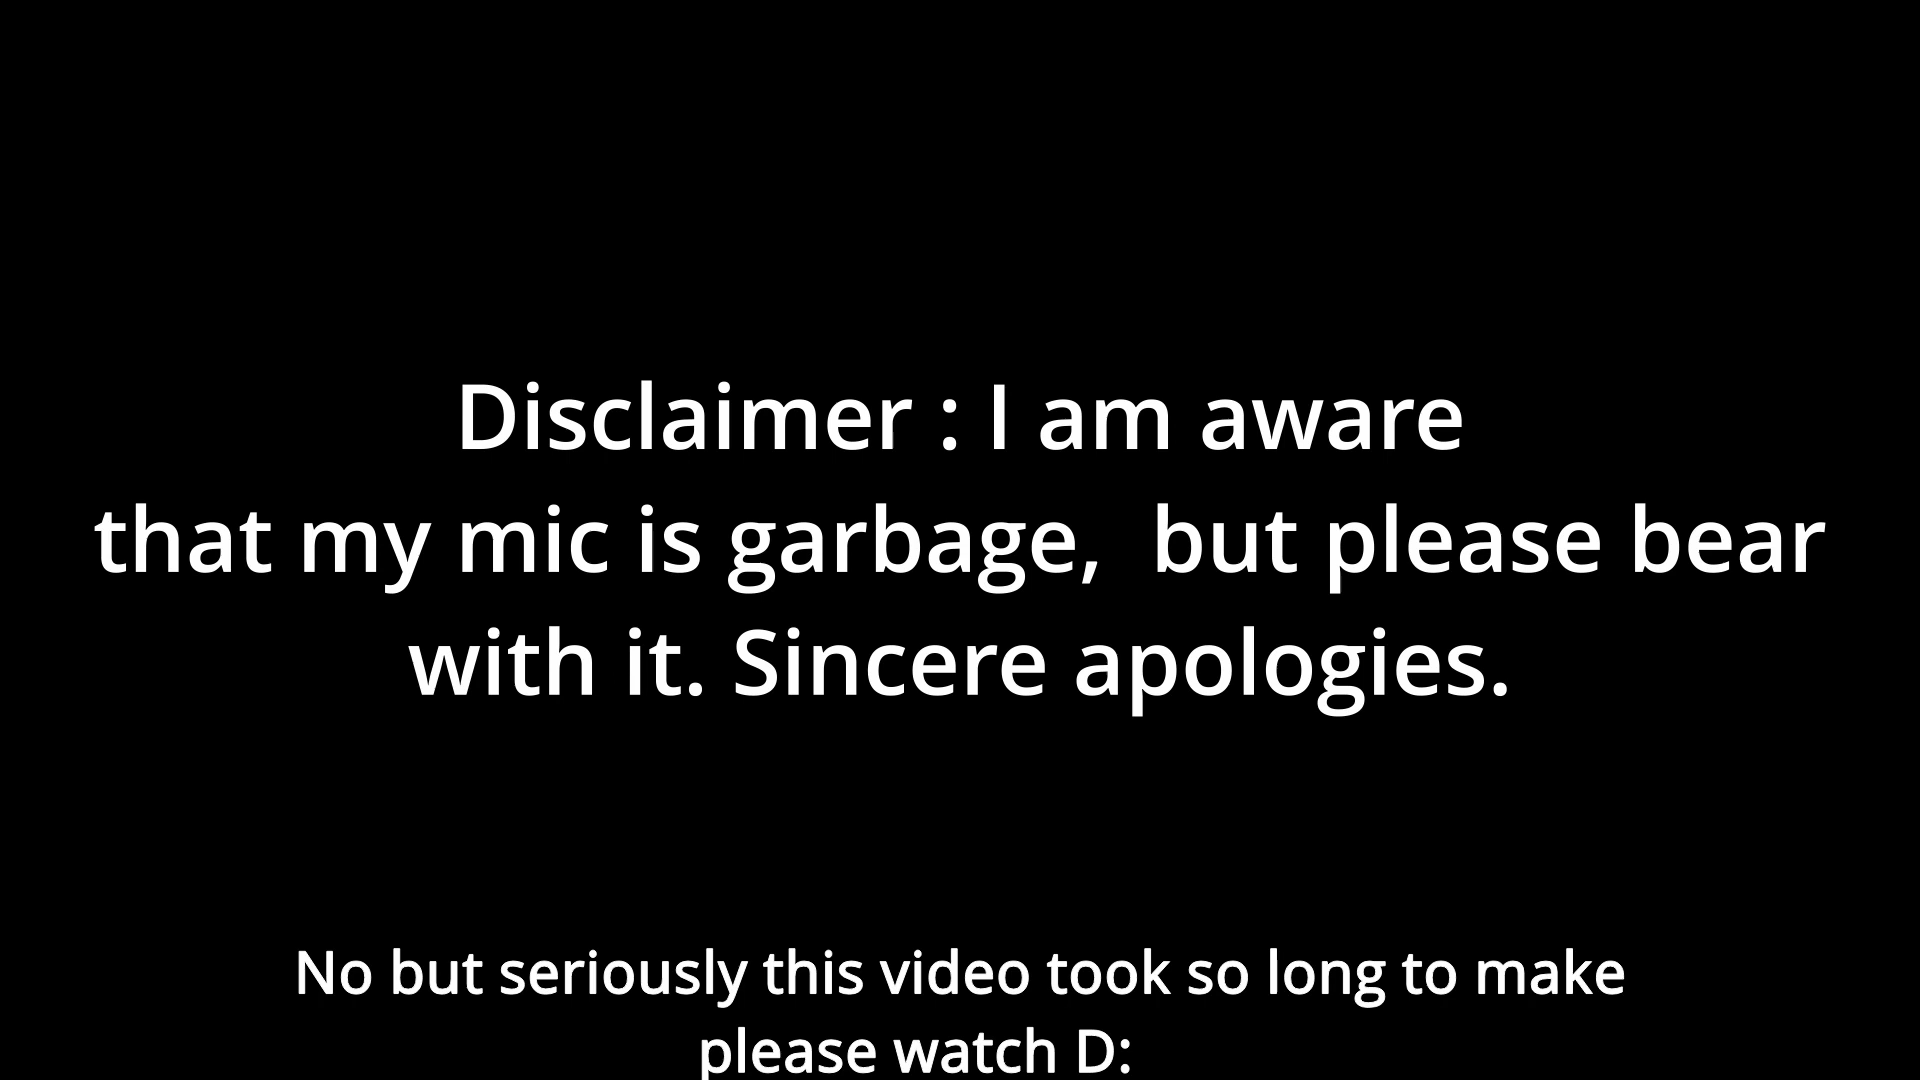 Disclaimer : I am aware
that my mic is garbage,  but please bear
with it. Sincere apologies.
No but seriously this video took so long to make
please watch D: